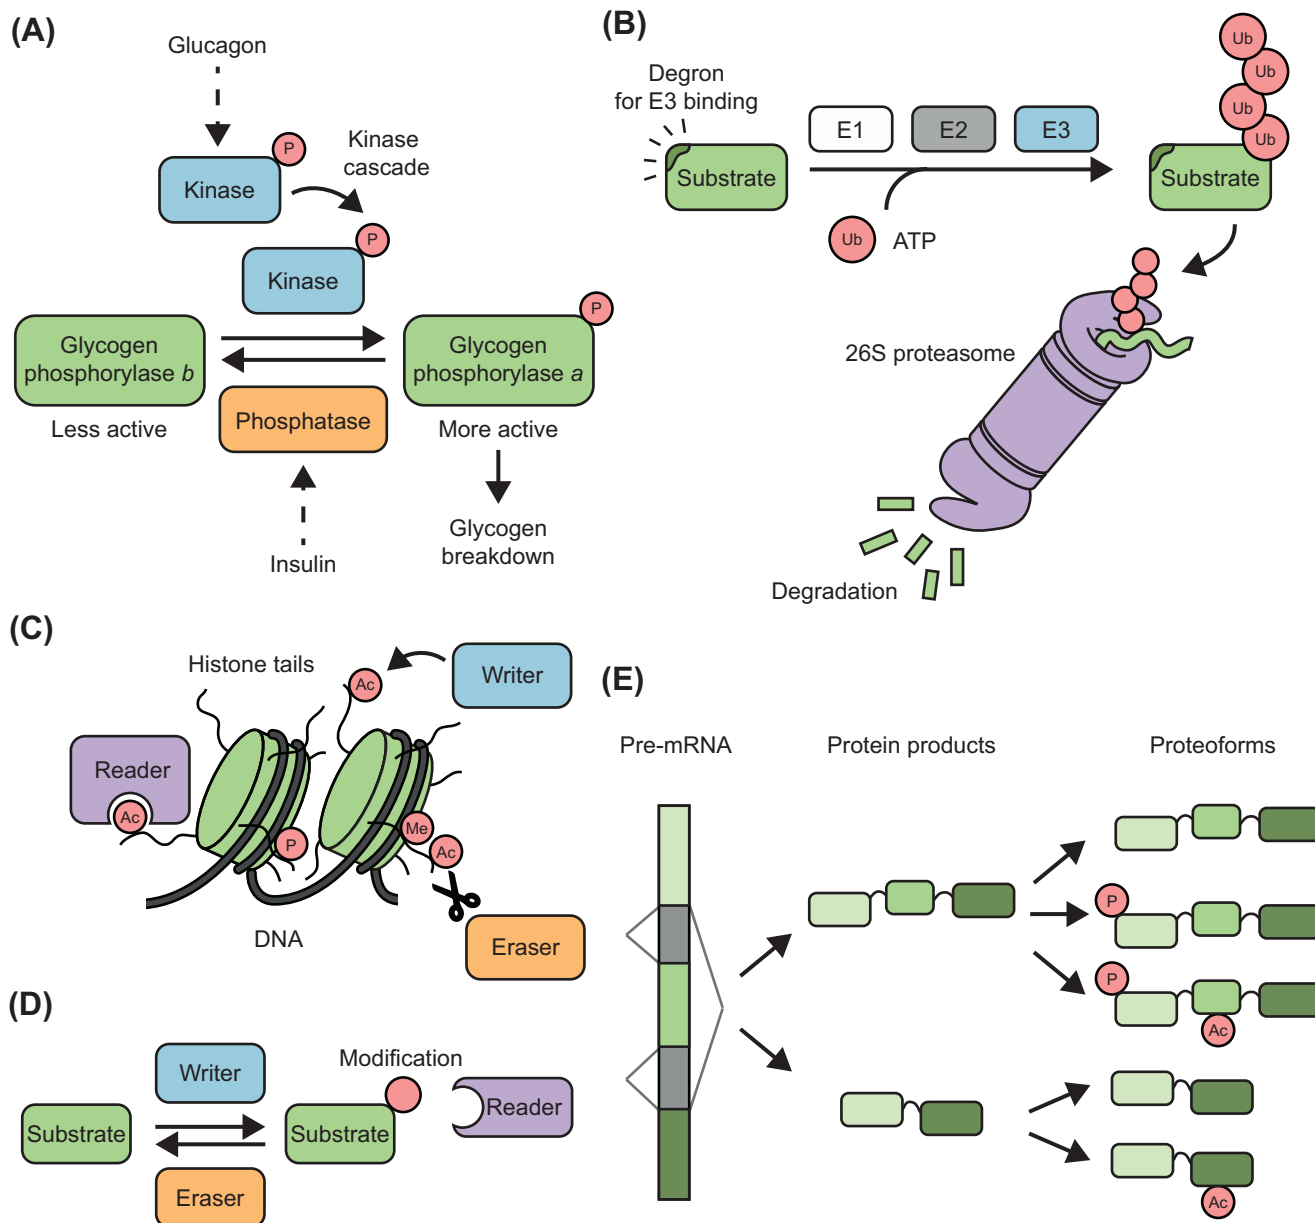 (A)
Glucagon
P
Kinase
cascade
Kinase
P
Kinase
P
Glycogen
phosphorylase b
Glycogen
phosphorylase a
Less active
Phosphatase
More active
Insulin
Glycogen
breakdown
(B)
Degron
for E3 binding
Substrate
E1
E2
E3
Ub
ATP
Ub
Ub
Ub
Ub
Substrate
26S proteasome
Degradation
(C)
Histone tails
Ac
Writer
Reader
Ac
P
Me
Ac
DNA
Eraser
(D)
Writer
Modification
Substrate
Substrate
Reader
Eraser
(E)
Pre-mRNA
Protein products
Proteoforms
P
P
Ac
Ac